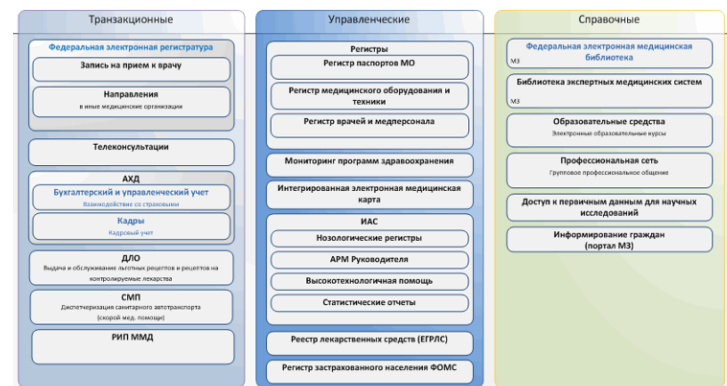 Транзакционные
Федеральная электронная регистратура
Запись на прием к врачу
Направления
в иные медицинские организации
Телеконсультации
АХД
Бухгалтерский и управленческий учет
Взаимодействие со страховыми
Кадры
Кадровый учет
ДЛО
Выдача и обслуживание льготных рецептов и рецептов на
контролируемые лекарства
СМП
Диспетчеризация санитарного автотранспорта
(скорой мед. помощи)
РИП ММД
Управленческие
Регистры
Регистр паспортов МО
Регистр медицинского оборудования и
техники
Регистр врачей и медперсонала
Мониторинг программ здравоохранения
Интегрированная электронная медицинская
карта
ИАС
Нозологические регистры
АРМ Руководителя
Высокотехнологичная помощь
Статистические отчеты
Реестр лекарственных средств (ЕГРЛС)
Регистр застрахованного населения ФОМС
Справочные
Федеральная электронная медицинская
библиотека
МЗ
Библиотека экспертных медицинских систем
МЗ
Образовательные средства
Электронные образовательные курсы
Профессиональная сеть
Групповое профессиональное общение
Доступ к первичным данным для научных
исследований
Информирование граждан
(портал МЗ)